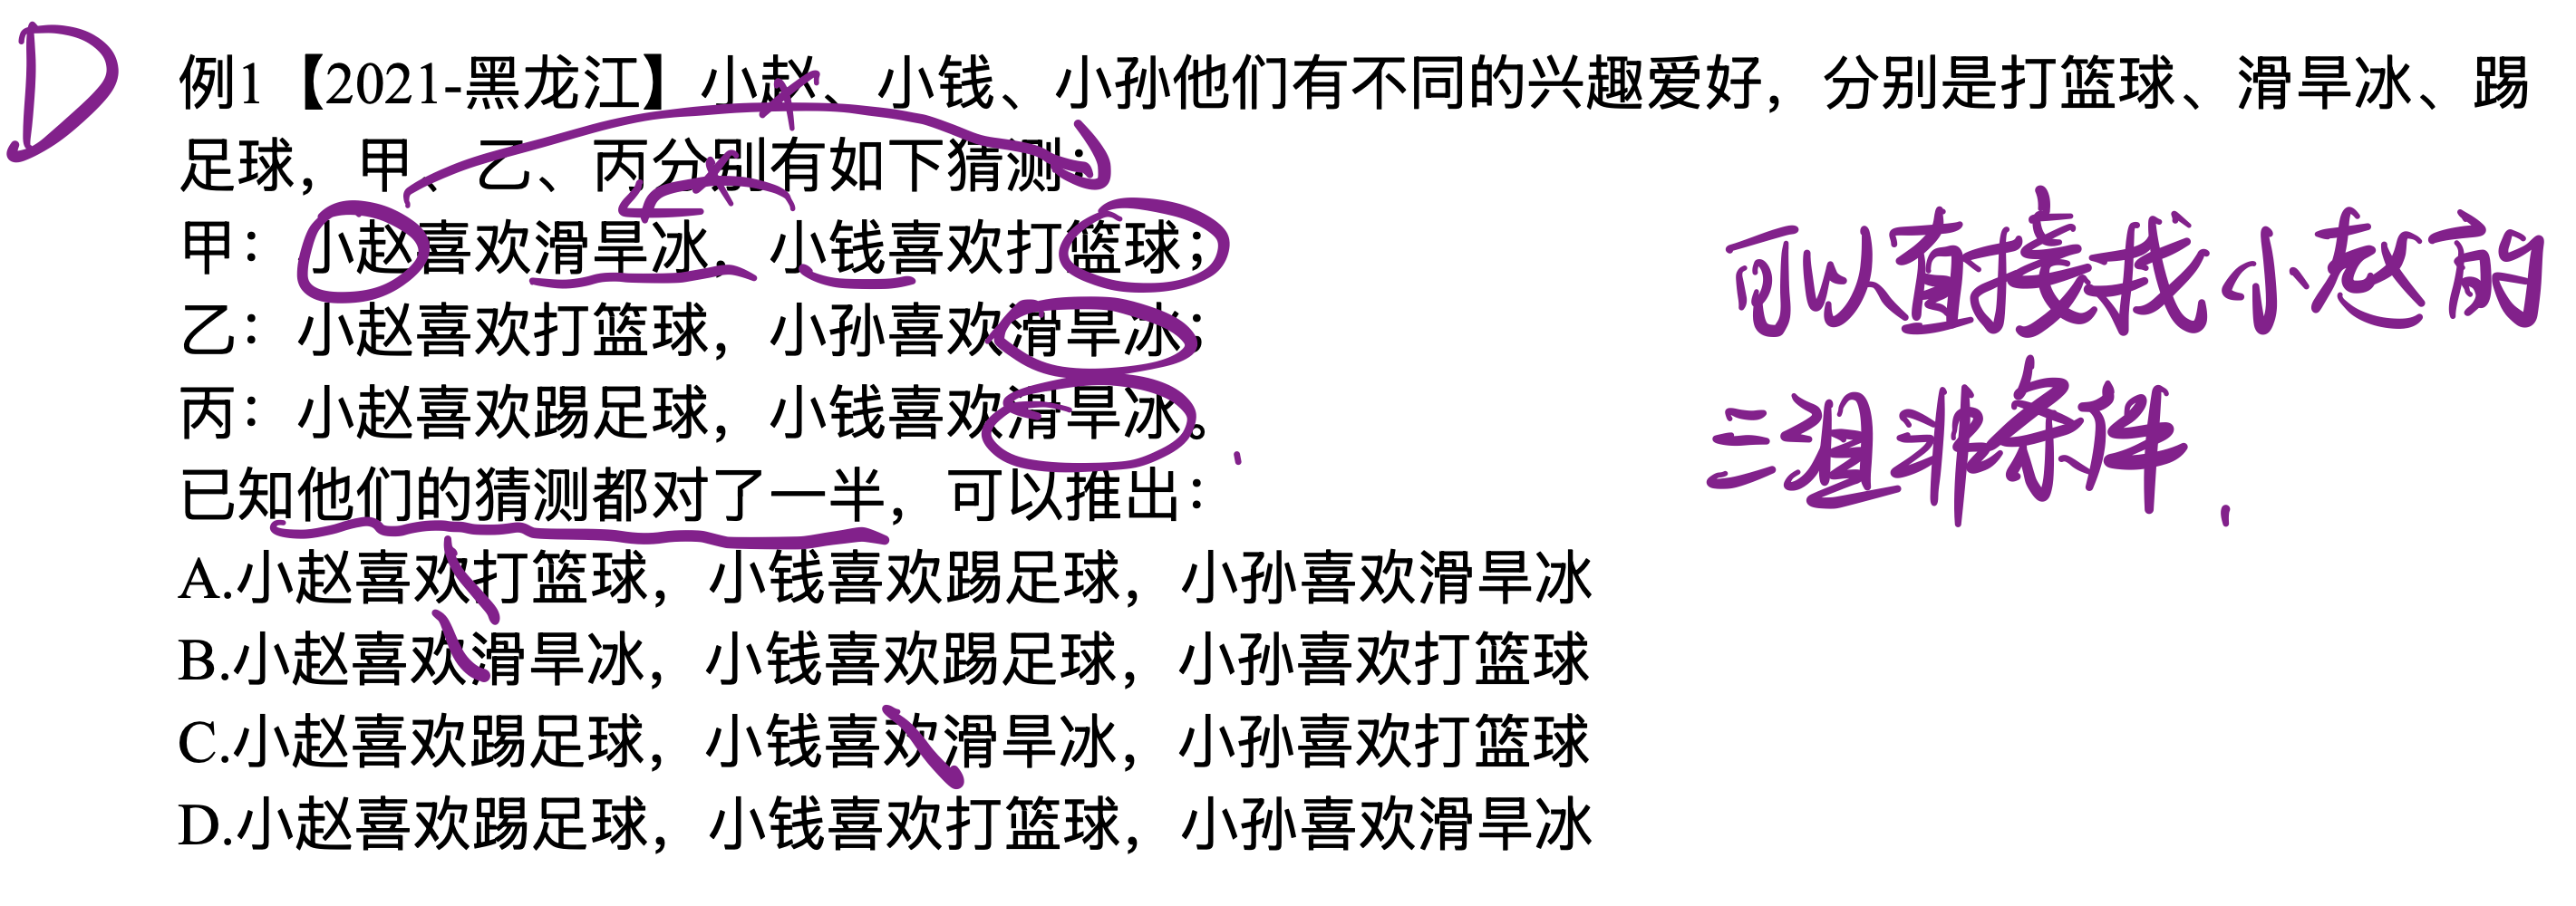 D
例1【2021-黑龙江】小赵、小钱、小孙他们有不同的兴趣爱好，分别是打篮球、滑旱冰、踢
足球，甲、乙、丙分别有如下猜测：
甲：小赵喜欢滑旱冰，小钱喜欢打篮球；
乙：小赵喜欢打篮球，小孙喜欢滑旱冰；
丙：小赵喜欢踢足球，小钱喜欢滑旱冰。
已知他们的猜测都对了一半，可以推出：
A.小赵喜欢打篮球，小钱喜欢踢足球，小孙喜欢滑旱冰
B.小赵喜欢滑旱冰，小钱喜欢踢足球，小孙喜欢打篮球
C.小赵喜欢踢足球，小钱喜欢滑旱冰，小孙喜欢打篮球
D.小赵喜欢踢足球，小钱喜欢打篮球，小孙喜欢滑旱冰
可以直接找小赵的
三组非条件.